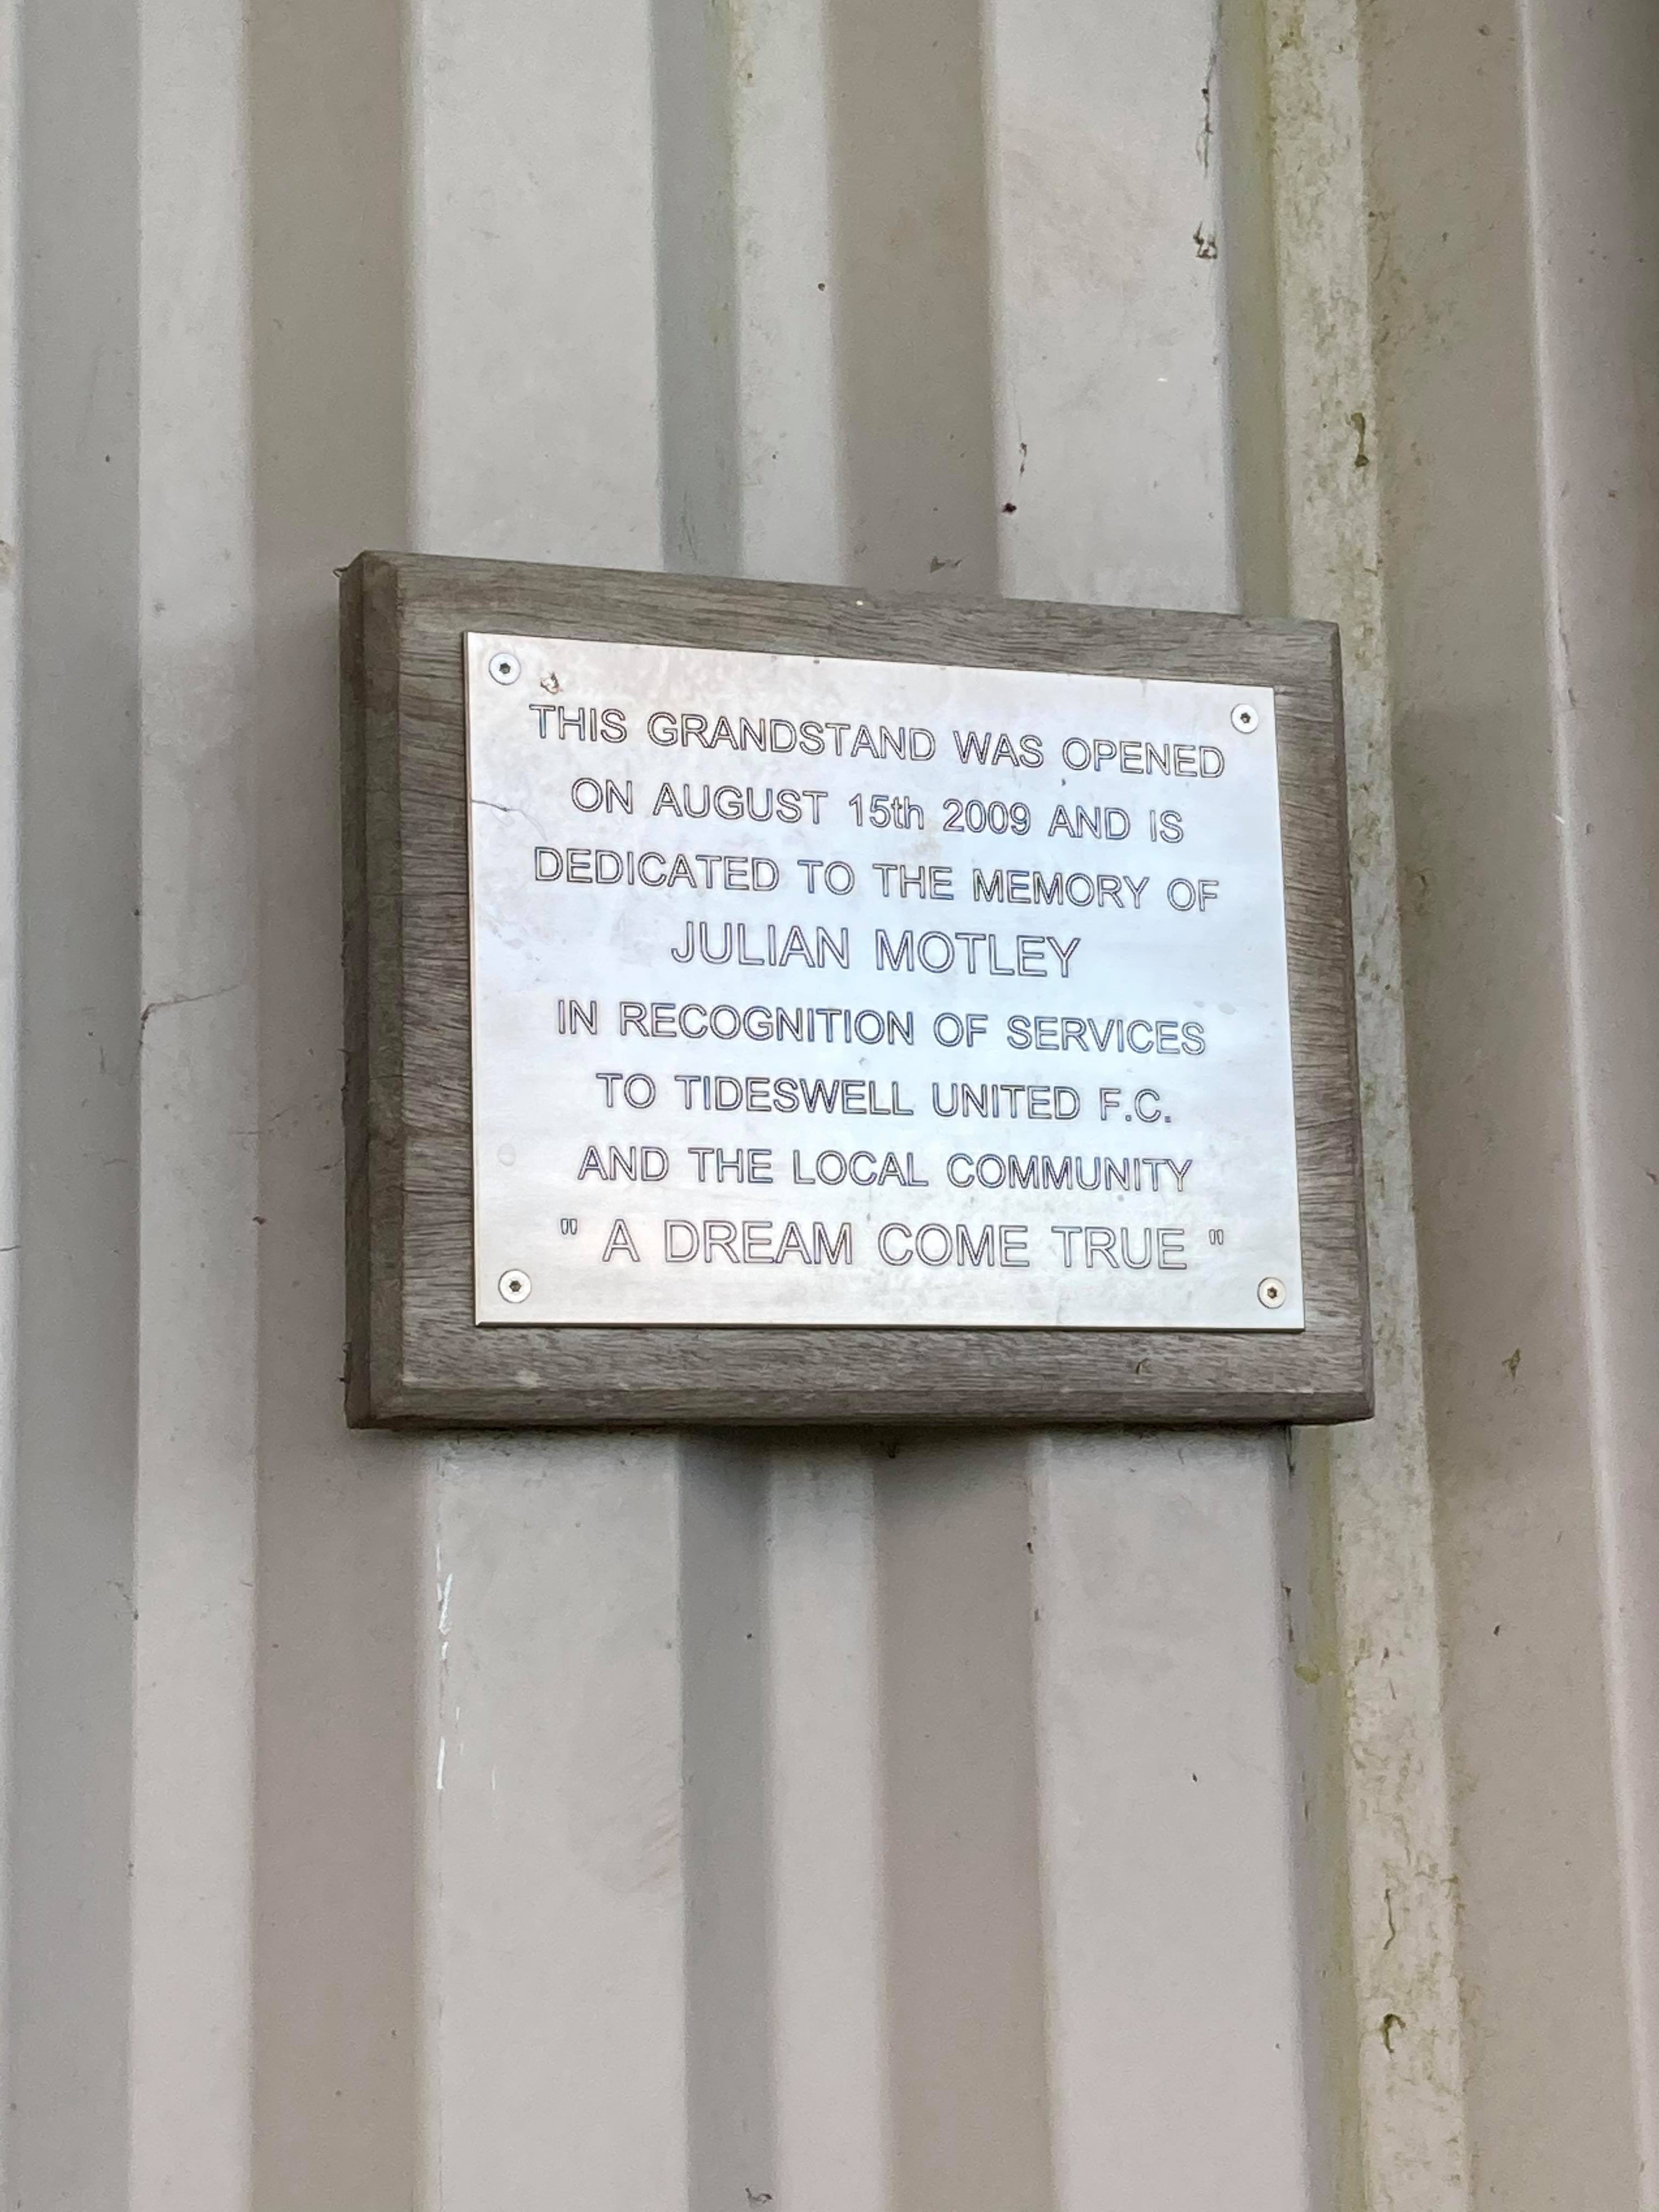 THIS GRANDSTAND WAS OPENED
ON AUGUST 15th 2009 AND IS
DEDICATED TO THE MEMORY OF
JULIAN MOTLEY
IN RECOGNITION OF SERVICES
TO TIDESWELL UNITED F.C.
AND THE LOCAL COMMUNITY
" A DREAM COME TRUE "